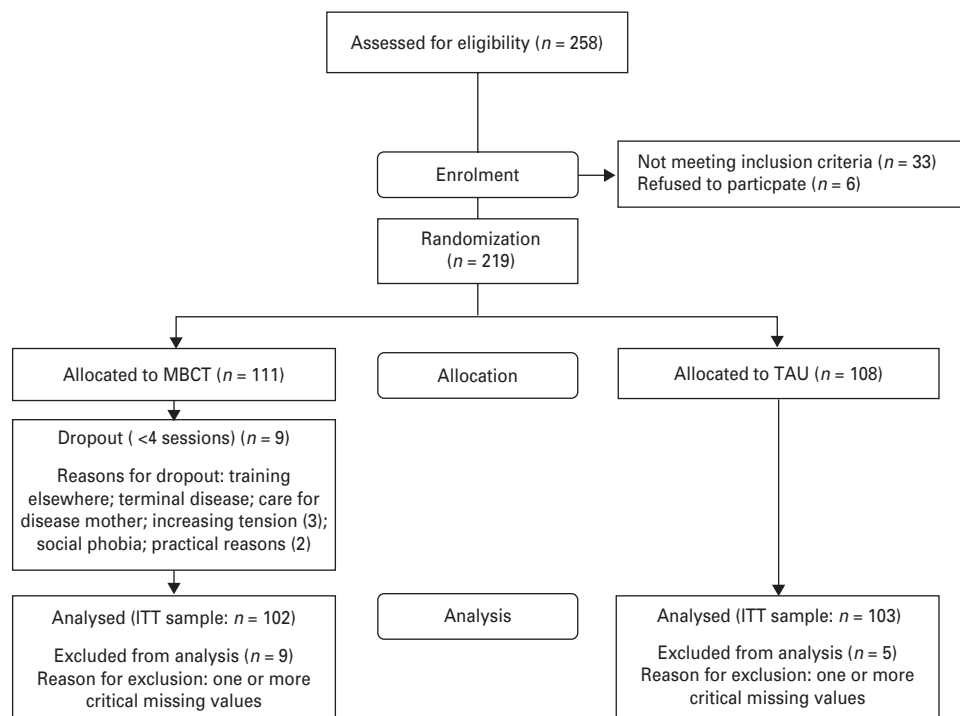 Assessed for eligibility (n = 258)
Enrolment
Not meeting inclusion criteria (n = 33)
Refused to particpate (n = 6)
Randomization
(n = 219)
Allocated to MBCT (n = 111)
Allocation
Allocated to TAU (n = 108)
Dropout ( <4 sessions) (n = 9)
Reasons for dropout: training
elsewhere; terminal disease; care for
disease mother; increasing tension (3);
social phobia; practical reasons (2)
Analysed (ITT sample: n = 102)
Excluded from analysis (n = 9)
Reason for exclusion: one or more
critical missing values
Analysis
Analysed (ITT sample: n = 103)
Excluded from analysis (n = 5)
Reason for exclusion: one or more
critical missing values